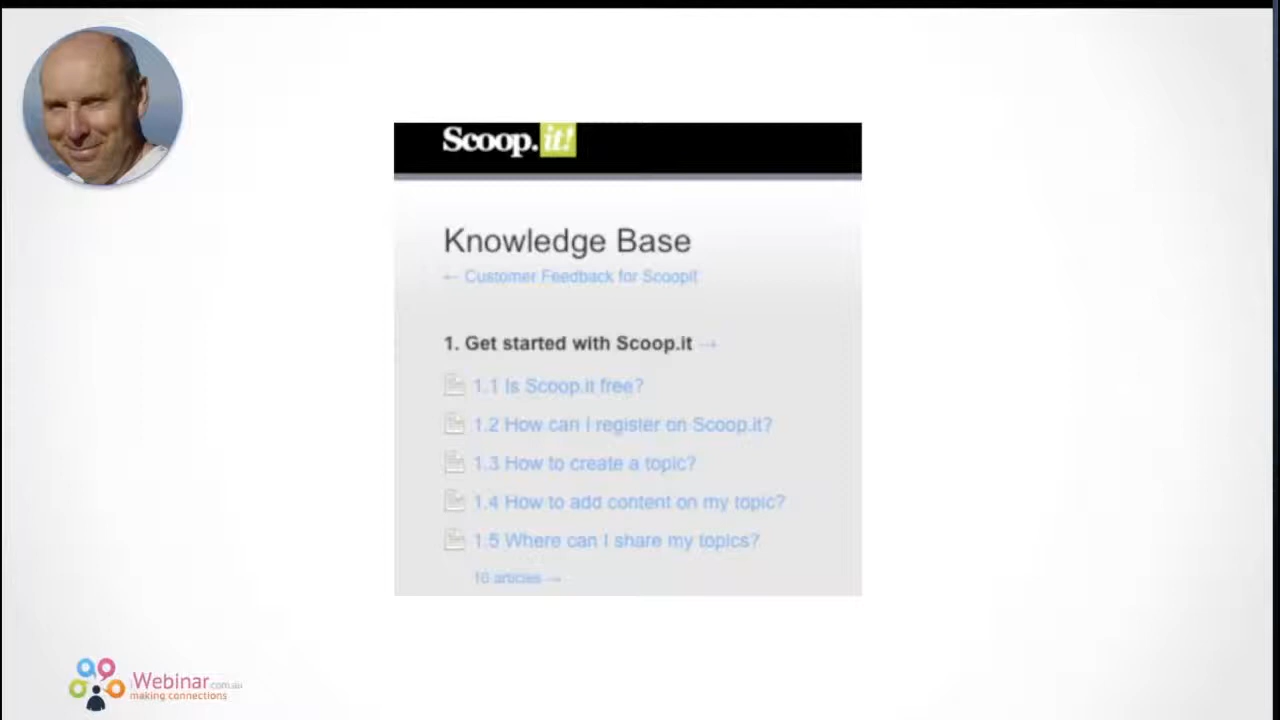 Scoop.it!
Knowledge Base
← Customer Feedback for Scoopit
1. Get started with Scoop.it →
1.1 Is Scoop.it free?
1.2 How can I register on Scoop.it?
1.3 How to create a topic?
1.4 How to add content on my topic?
1.5 Where can I share my topics?
16 articles →
Webinar.com.au
making connections